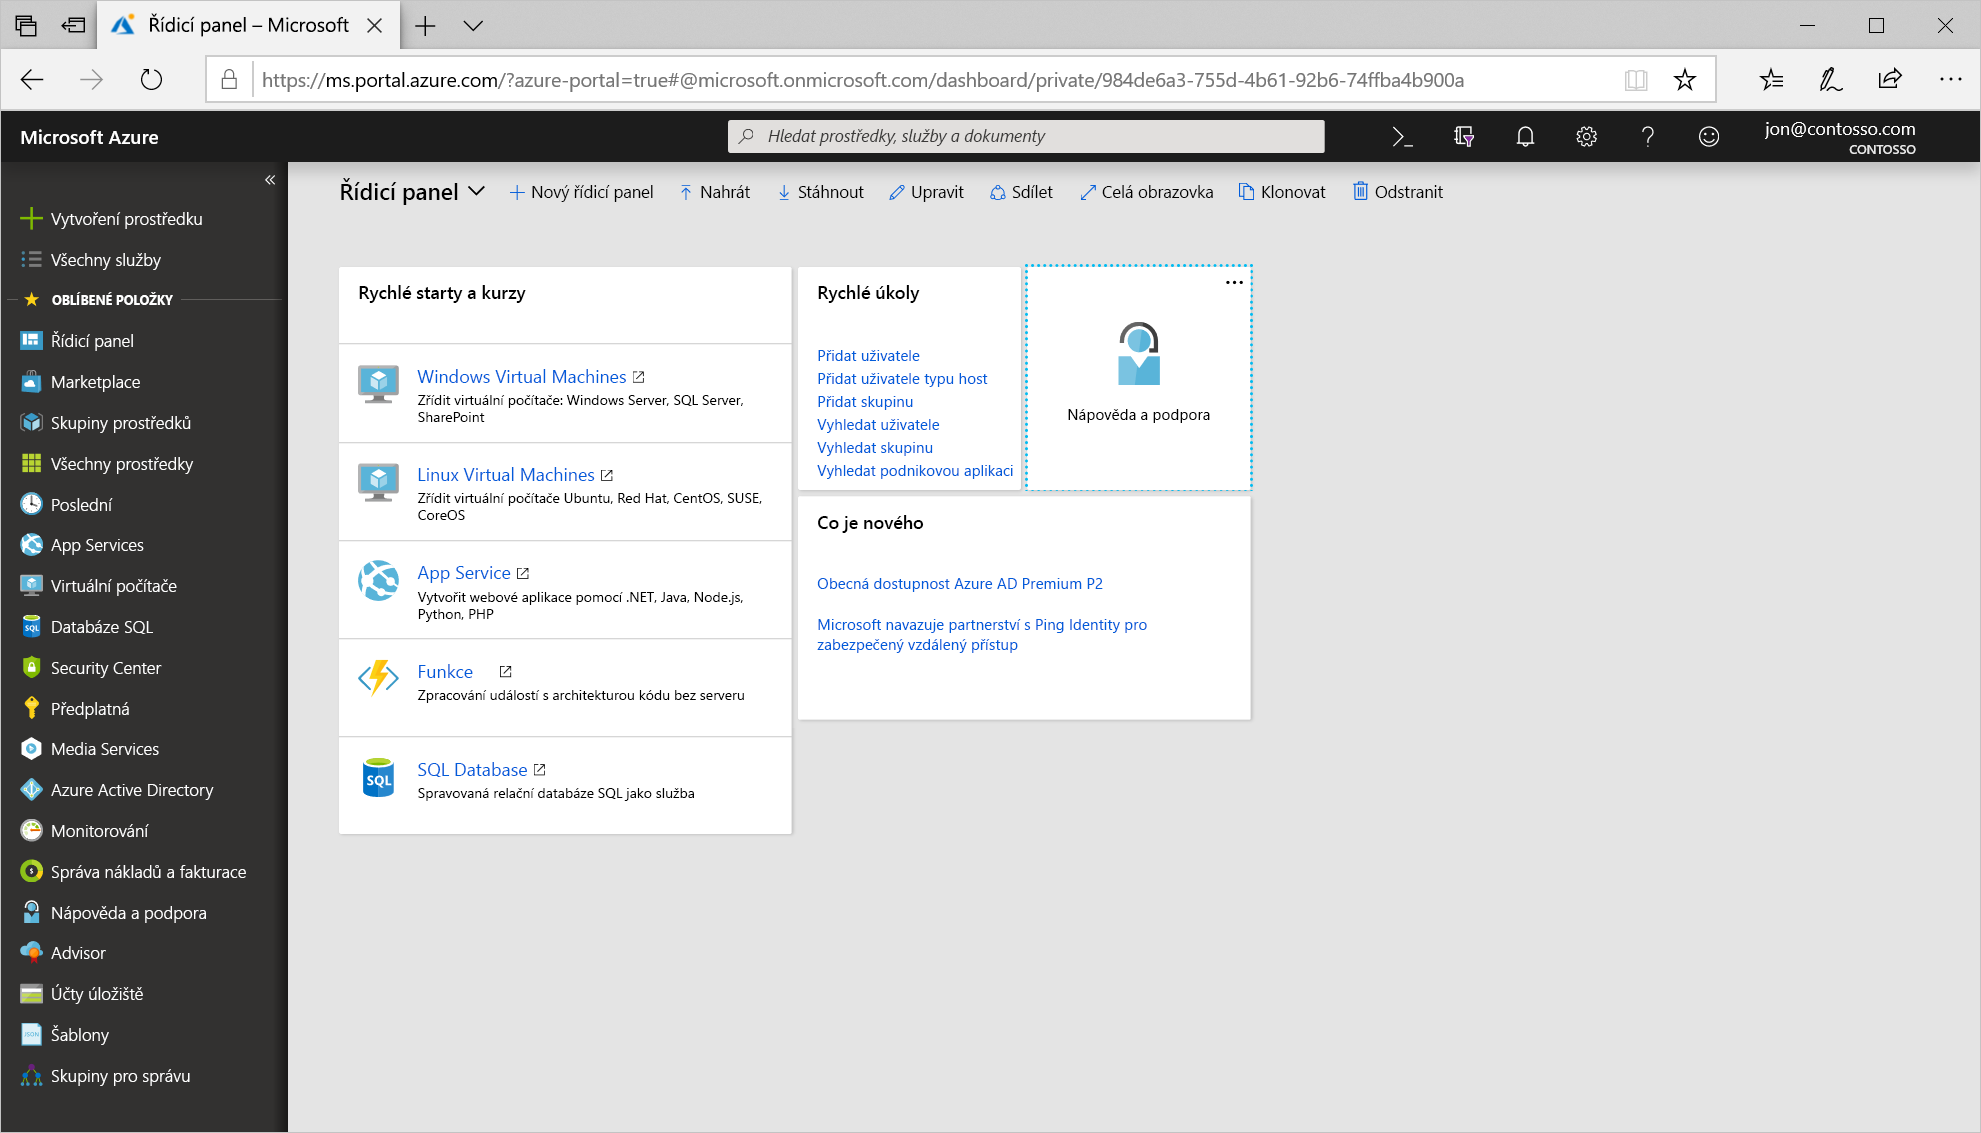 Řídicí panel – Microsoft
https://ms.portal.azure.com/?azure-portal=true#@microsoft.onmicrosoft.com/dashboard/private/984de6a3-755d-4b61-92b6-74ffba4b900a
Microsoft Azure
Hledat prostředky, služby a dokumenty
jon@contosso.com
CONTOSSO
Vytvoření prostředku
Všechny služby
OBLÍBENÉ POLOŽKY
Řídicí panel
Marketplace
Skupiny prostředků
Všechny prostředky
Poslední
App Services
Virtuální počítače
SQL
Databáze SQL
Security Center
Předplatná
Media Services
Azure Active Directory
Monitorování
Správa nákladů a fakturace
Nápověda a podpora
Advisor
Účty úložiště
JSON
Šablony
Skupiny pro správu
Řídicí panel
Nový řídicí panel
Nahrát
Stáhnout
Upravit
Sdílet
Celá obrazovka
Klonovat
Odstranit
Rychlé starty a kurzy
Windows Virtual Machines
Zřídit virtuální počítače: Windows Server, SQL Server,
SharePoint
Linux Virtual Machines
Zřídit virtuální počítače Ubuntu, Red Hat, CentOS, SUSE,
CoreOS
App Service
Vytvořit webové aplikace pomocí .NET, Java, Node.js,
Python, PHP
Funkce
Zpracování událostí s architekturou kódu bez serveru
SQL
SQL Database
Spravovaná relační databáze SQL jako služba
Rychlé úkoly
Přidat uživatele
Přidat uživatele typu host
Přidat skupinu
Vyhledat uživatele
Vyhledat skupinu
Vyhledat podnikovou aplikaci
Nápověda a podpora
Co je nového
Obecná dostupnost Azure AD Premium P2
Microsoft navazuje partnerství s Ping Identity pro
zabezpečený vzdálený přístup